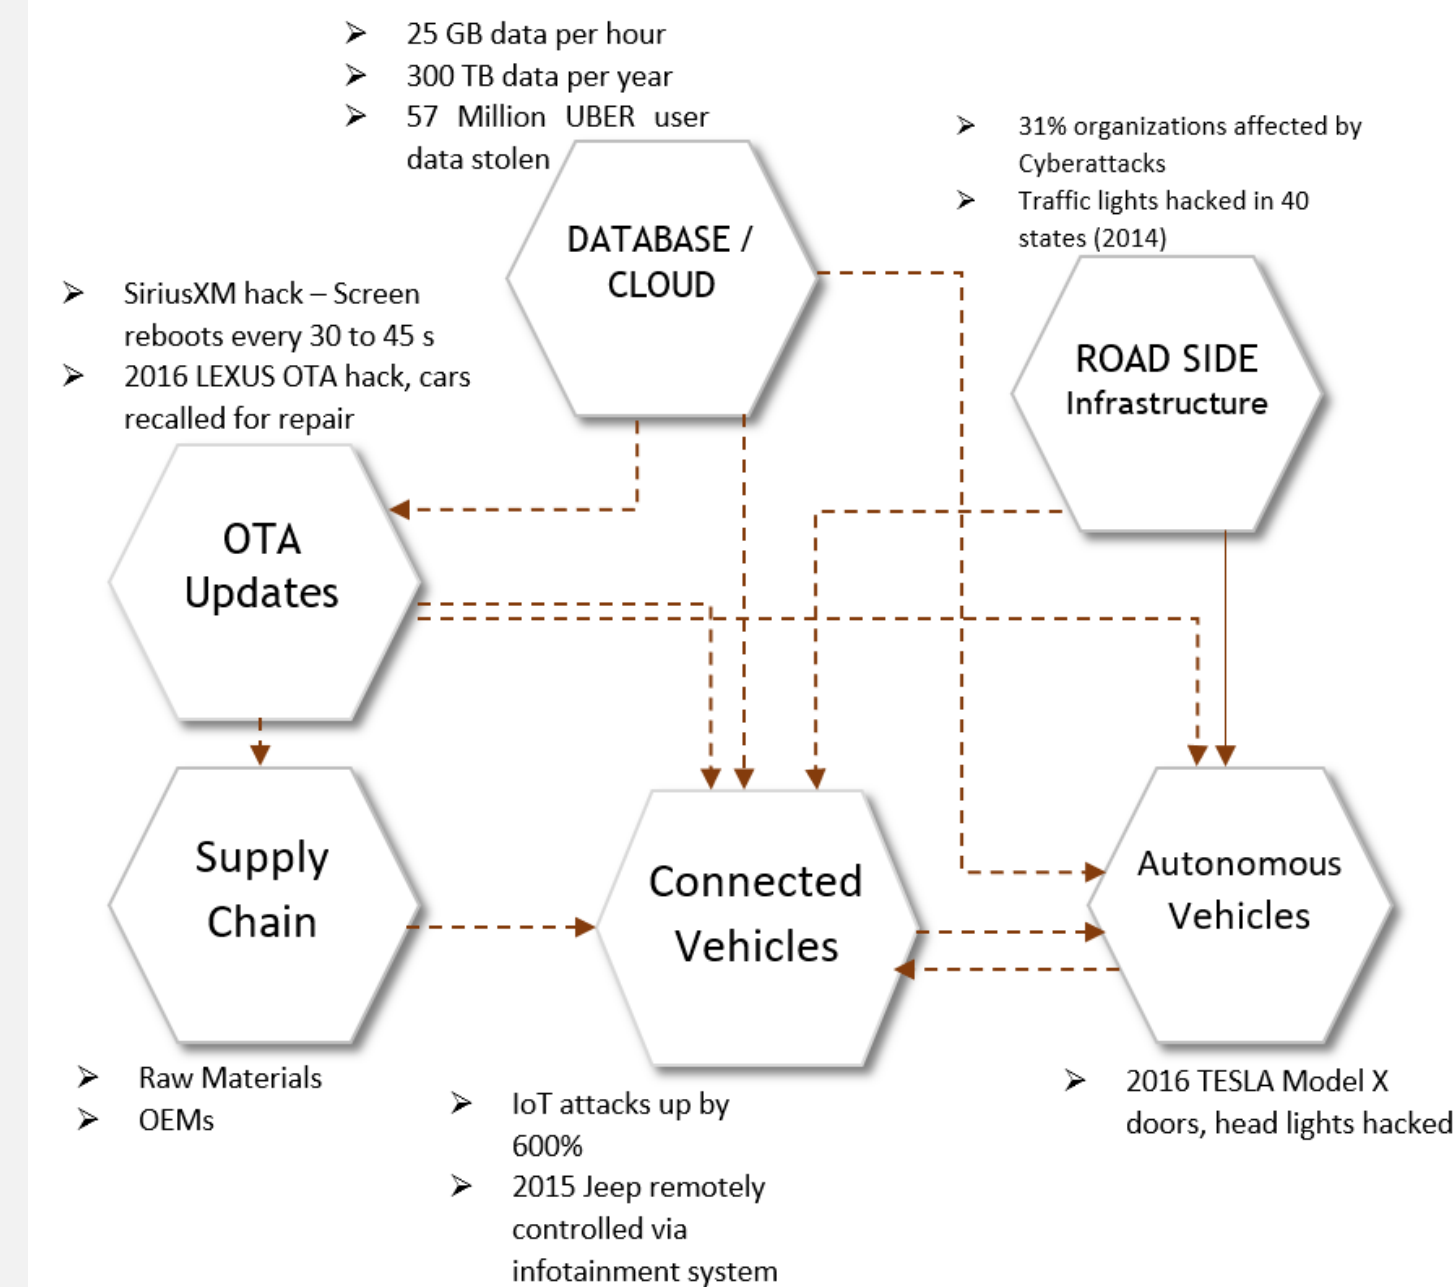 ➢ 25 GB data per hour
➢ 300 TB data per year
➢ 57 Million UBER user
data stolen
➢ 31% organizations affected by
Cyberattacks
➢ Traffic lights hacked in 40
states (2014)
DATABASE /
CLOUD
➢ SiriusXM hack – Screen
reboots every 30 to 45 s
➢ 2016 LEXUS OTA hack, cars
recalled for repair
ROAD SIDE
Infrastructure
OTA
Updates
Supply
Chain
Connected
Vehicles
Autonomous
Vehicles
➢ Raw Materials
➢ OEMs
➢ IoT attacks up by
600%
➢ 2015 Jeep remotely
controlled via
infotainment system
➢ 2016 TESLA Model X
doors, head lights hacked